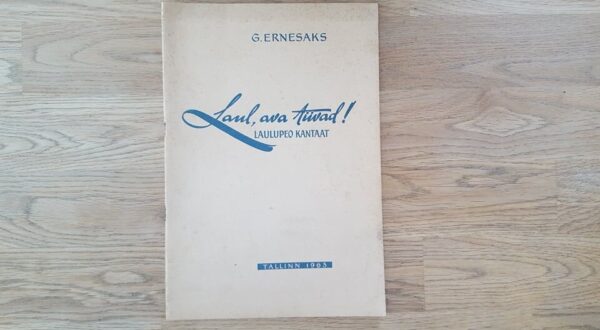 G. ERNESAKS
Laul, ava tiivad!
LAULUPEO KANTAAT
TALLINN 1965